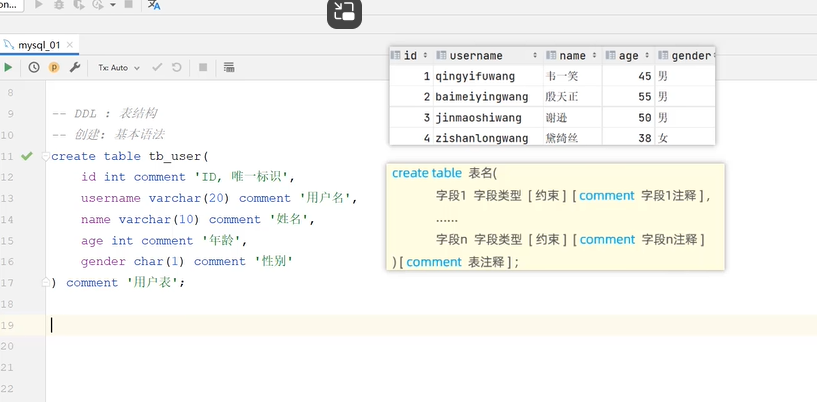 on...
mysql_01
Tx: Auto
8
9 -- DDL : 表结构
10 -- 创建: 基本语法
11 create table tb_user(
12 id int comment 'ID, 唯一标识',
13 username varchar(20) comment '用户名',
14 name varchar(10) comment '姓名',
15 age int comment '年龄',
16 gender char(1) comment '性别'
17 ) comment '用户表';
18
19
20
21
22
id username name age gender
1 qingyifuwang 韦一笑 45 男
2 baimeiyingwang 殷天正 55 男
3 jinmaoshiwang 谢逊 50 男
4 zishanlongwang 黛绮丝 38 女
create table 表名(
字段1 字段类型 [ 约束 ] [ comment 字段1注释 ] ,
......
字段n 字段类型 [ 约束 ] [ comment 字段n注释 ]
) [ comment 表注释 ] ;